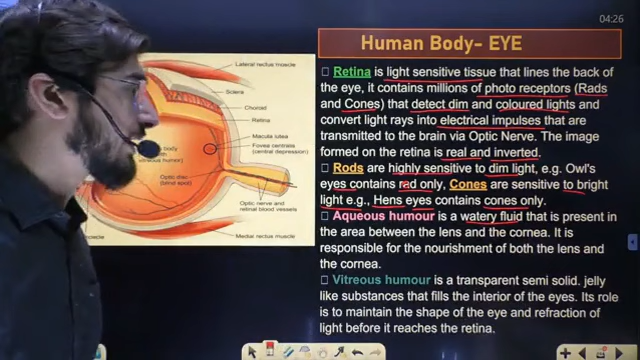 04:26
Human Body- EYE
Retina is light sensitive tissue that lines the back of
the eye, it contains millions of photo receptors (Rads
and Cones) that detect dim and coloured lights and
convert light rays into electrical impulses that are
transmitted to the brain via Optic Nerve. The image
formed on the retina is real and inverted.
Rods are highly sensitive to dim light, e.g. Owl's
eyes contains rad only, Cones are sensitive to bright
light e.g., Hens eyes contains cones only.
Aqueous humour is a watery fluid that is present in
the area between the lens and the cornea. It is
responsible for the nourishment of both the lens and
the cornea.
Vitreous humour is a transparent semi solid. jelly
like substances that fills the interior of the eyes. Its role
is to maintain the shape of the eye and refraction of
light before it reaches the retina.
Lateral rectus muscle
Sclera
Choroid
Retina
Macula lutea
Fovea centralis
(central depression)
body
humor)
Optic disc
(blind spot)
Optic nerve and
retinal blood vessels
Medial rectus muscle